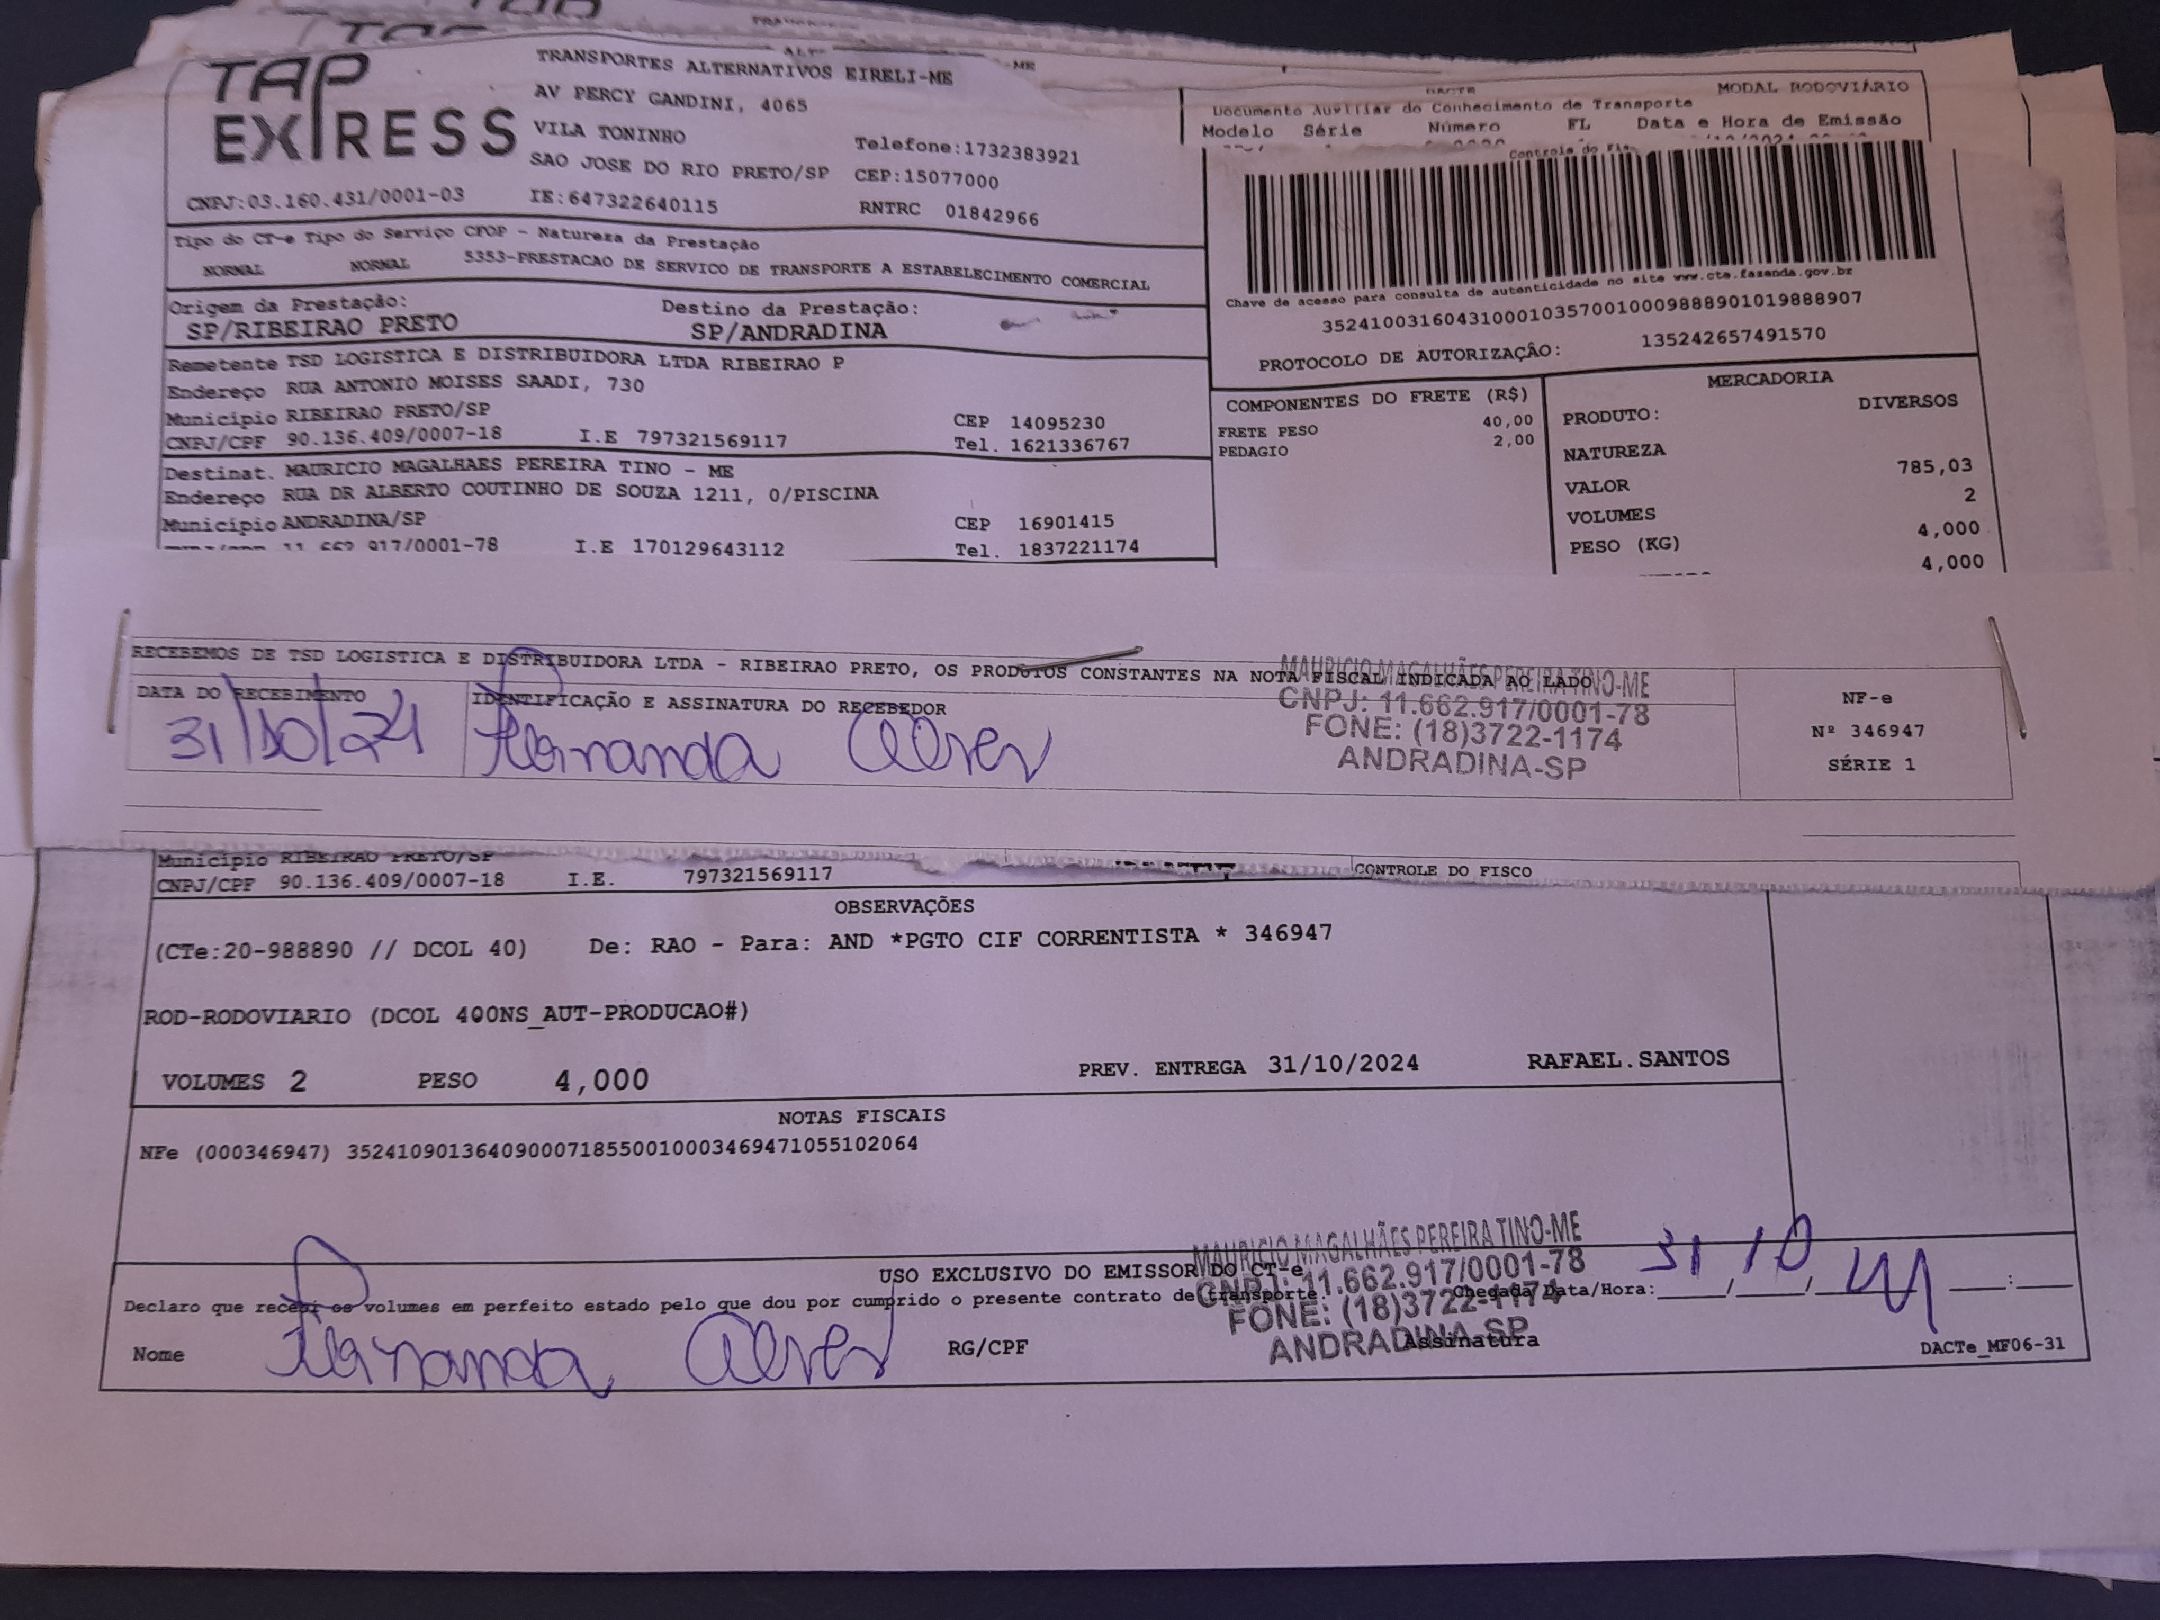 TAP EXPRESS
TRANSPORTES ALTERNATIVOS EIRELI-ME
AV PERCY GANDINI, 4065
VILA TONINHO
Telefone:1732383921
SAO JOSE DO RIO PRETO/SP CEP:15077000
CNPJ:03.160.431/0001-03 IE:647322640115 RNTRC 01842966
MODAL RODOVIÁRIO
Documento Auxiliar do Conhecimento de Transporte
Modelo Série Número FL Data e Hora de Emissão
Chave de acesso para consulta de autenticidade no site www.cte.fazenda.gov.br
35241003160431000103570010009888901019888907
PROTOCOLO DE AUTORIZAÇÃO: 135242657491570
Tipo do CT-e Tipo do Serviço CFOP - Natureza da Prestação
NORMAL NORMAL 5353-PRESTACAO DE SERVICO DE TRANSPORTE A ESTABELECIMENTO COMERCIAL
Origem da Prestação: Destino da Prestação:
SP/RIBEIRAO PRETO SP/ANDRADINA
Remetente TSD LOGISTICA E DISTRIBUIDORA LTDA RIBEIRAO P
Endereço RUA ANTONIO MOISES SAADI, 730
Município RIBEIRAO PRETO/SP CEP 14095230
CNPJ/CPF 90.136.409/0007-18 I.E 797321569117 Tel. 1621336767
Destinat. MAURICIO MAGALHAES PEREIRA TINO - ME
Endereço RUA DR ALBERTO COUTINHO DE SOUZA 1211, 0/PISCINA
Município ANDRADINA/SP CEP 16901415
11.662.917/0001-78 I.E 170129643112 Tel. 1837221174
COMPONENTES DO FRETE (R$)
FRETE PESO 40,00
PEDAGIO 2,00
MERCADORIA
PRODUTO: DIVERSOS
NATUREZA
VALOR 785,03
VOLUMES 2
PESO (KG) 4,000
4,000
RECEBEMOS DE TSD LOGISTICA E DISTRIBUIDORA LTDA - RIBEIRAO PRETO, OS PRODUTOS CONSTANTES NA NOTA FISCAL INDICADA AO LADO
DATA DO RECEBIMENTO IDENTIFICAÇÃO E ASSINATURA DO RECEBEDOR
31/10/24 Fernanda Alves
MAURICIO MAGALHÃES PEREIRA TINO-ME
CNPJ: 11.662.917/0001-78
FONE: (18)3722-1174
ANDRADINA-SP
NF-e
Nº 346947
SÉRIE 1
Município RIBEIRAO PRETO/SP
CNPJ/CPF 90.136.409/0007-18 I.E. 797321569117
CONTROLE DO FISCO
OBSERVAÇÕES
(CTe:20-988890 // DCOL 40) De: RAO - Para: AND *PGTO CIF CORRENTISTA * 346947
ROD-RODOVIARIO (DCOL 400NS_AUT-PRODUCAO#)
VOLUMES 2 PESO 4,000 PREV. ENTREGA 31/10/2024 RAFAEL.SANTOS
NOTAS FISCAIS
NFe (000346947) 35241090136409000718550010003469471055102064
USO EXCLUSIVO DO EMISSOR DO CT-e
Declaro que recebi os volumes em perfeito estado pelo que dou por cumprido o presente contrato de transporte. Chegada Data/Hora: 31/10/
Nome Fernanda Alves RG/CPF Assinatura
MAURICIO MAGALHÃES PEREIRA TINO-ME
CNPJ: 11.662.917/0001-78
FONE: (18)3722-1174
ANDRADINA-SP
DACTe_MF06-31